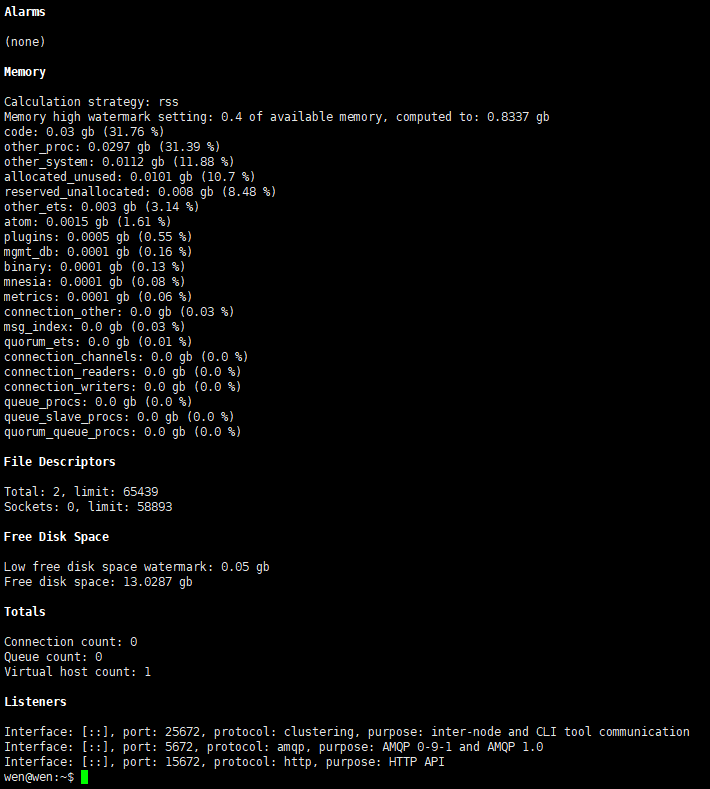 Alarms
(none)
Memory
Calculation strategy: rss
Memory high watermark setting: 0.4 of available memory, computed to: 0.8337 gb
code: 0.03 gb (31.76 %)
other_proc: 0.0297 gb (31.39 %)
other_system: 0.0112 gb (11.88 %)
allocated_unused: 0.0101 gb (10.7 %)
reserved_unallocated: 0.008 gb (8.48 %)
other_ets: 0.003 gb (3.14 %)
atom: 0.0015 gb (1.61 %)
plugins: 0.0005 gb (0.55 %)
mgmt_db: 0.0001 gb (0.16 %)
binary: 0.0001 gb (0.13 %)
mnesia: 0.0001 gb (0.08 %)
metrics: 0.0001 gb (0.06 %)
connection_other: 0.0 gb (0.03 %)
msg_index: 0.0 gb (0.03 %)
quorum_ets: 0.0 gb (0.01 %)
connection_channels: 0.0 gb (0.0 %)
connection_readers: 0.0 gb (0.0 %)
connection_writers: 0.0 gb (0.0 %)
queue_procs: 0.0 gb (0.0 %)
queue_slave_procs: 0.0 gb (0.0 %)
quorum_queue_procs: 0.0 gb (0.0 %)
File Descriptors
Total: 2, limit: 65439
Sockets: 0, limit: 58893
Free Disk Space
Low free disk space watermark: 0.05 gb
Free disk space: 13.0287 gb
Totals
Connection count: 0
Queue count: 0
Virtual host count: 1
Listeners
Interface: [::], port: 25672, protocol: clustering, purpose: inter-node and CLI tool communication
Interface: [::], port: 5672, protocol: amqp, purpose: AMQP 0-9-1 and AMQP 1.0
Interface: [::], port: 15672, protocol: http, purpose: HTTP API
wen@wen:~$